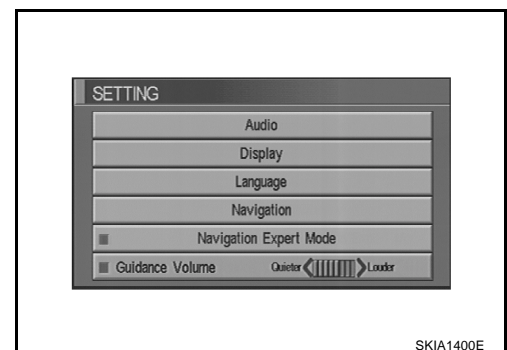 SETTING
Audio
Display
Language
Navigation
Navigation Expert Mode
Guidance Volume Quieter Louder
SKIA1400E